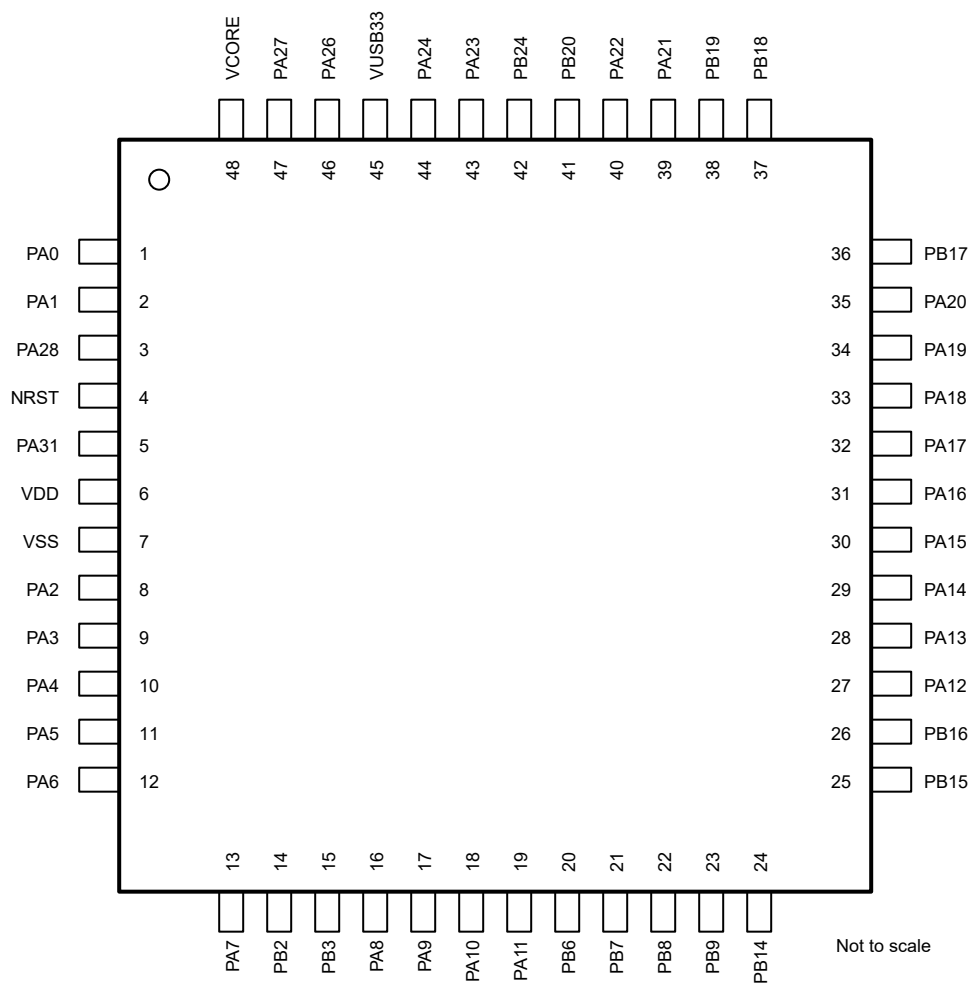 VCORE PA27 PA26 VUSB33 PA24 PA23 PB24 PB20 PA22 PA21 PB19 PB18
48 47 46 45 44 43 42 41 40 39 38 37
PA0 1 36 PB17
PA1 2 35 PA20
PA28 3 34 PA19
NRST 4 33 PA18
PA31 5 32 PA17
VDD 6 31 PA16
VSS 7 30 PA15
PA2 8 29 PA14
PA3 9 28 PA13
PA4 10 27 PA12
PA5 11 26 PB16
PA6 12 25 PB15
13 14 15 16 17 18 19 20 21 22 23 24
PA7 PB2 PB3 PA8 PA9 PA10 PA11 PB6 PB7 PB8 PB9 PB14
Not to scale